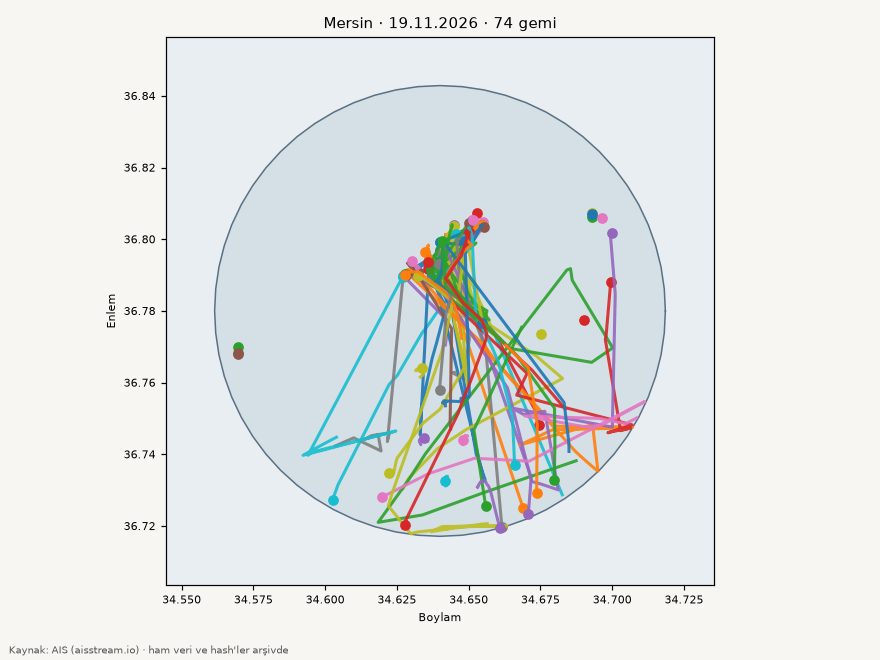 Mersin · 19.11.2026 · 74 gemi
36.84
36.82
36.80
36.78
36.76
36.74
36.72
Enlem
34.550 34.575 34.600 34.625 34.650 34.675 34.700 34.725
Boylam
Kaynak: AIS (aisstream.io) · ham veri ve hash'ler arşivde